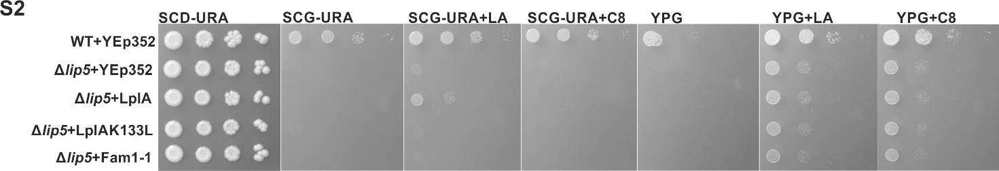 S2
SCD-URA SCG-URA SCG-URA+LA SCG-URA+C8 YPG YPG+LA YPG+C8
WT+YEp352
Δlip5+YEp352
Δlip5+LplA
Δlip5+LplAK133L
Δlip5+Fam1-1